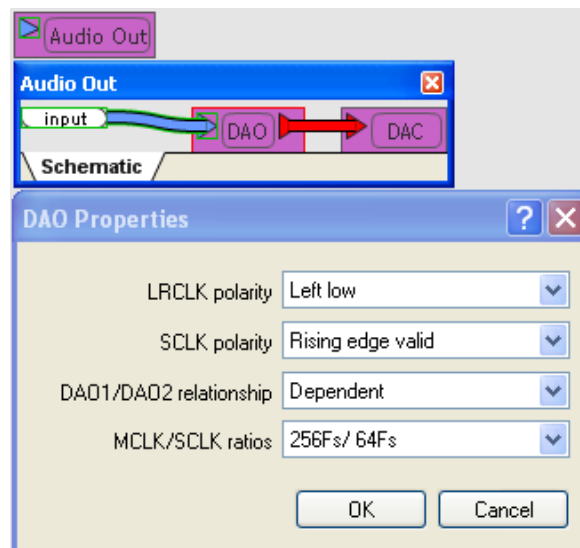 Audio Out
Audio Out
input DAO DAC
Schematic
DAO Properties ?
LRCLK polarity Left low
SCLK polarity Rising edge valid
DAO1/DAO2 relationship Dependent
MCLK/SCLK ratios 256Fs/ 64Fs
OK Cancel